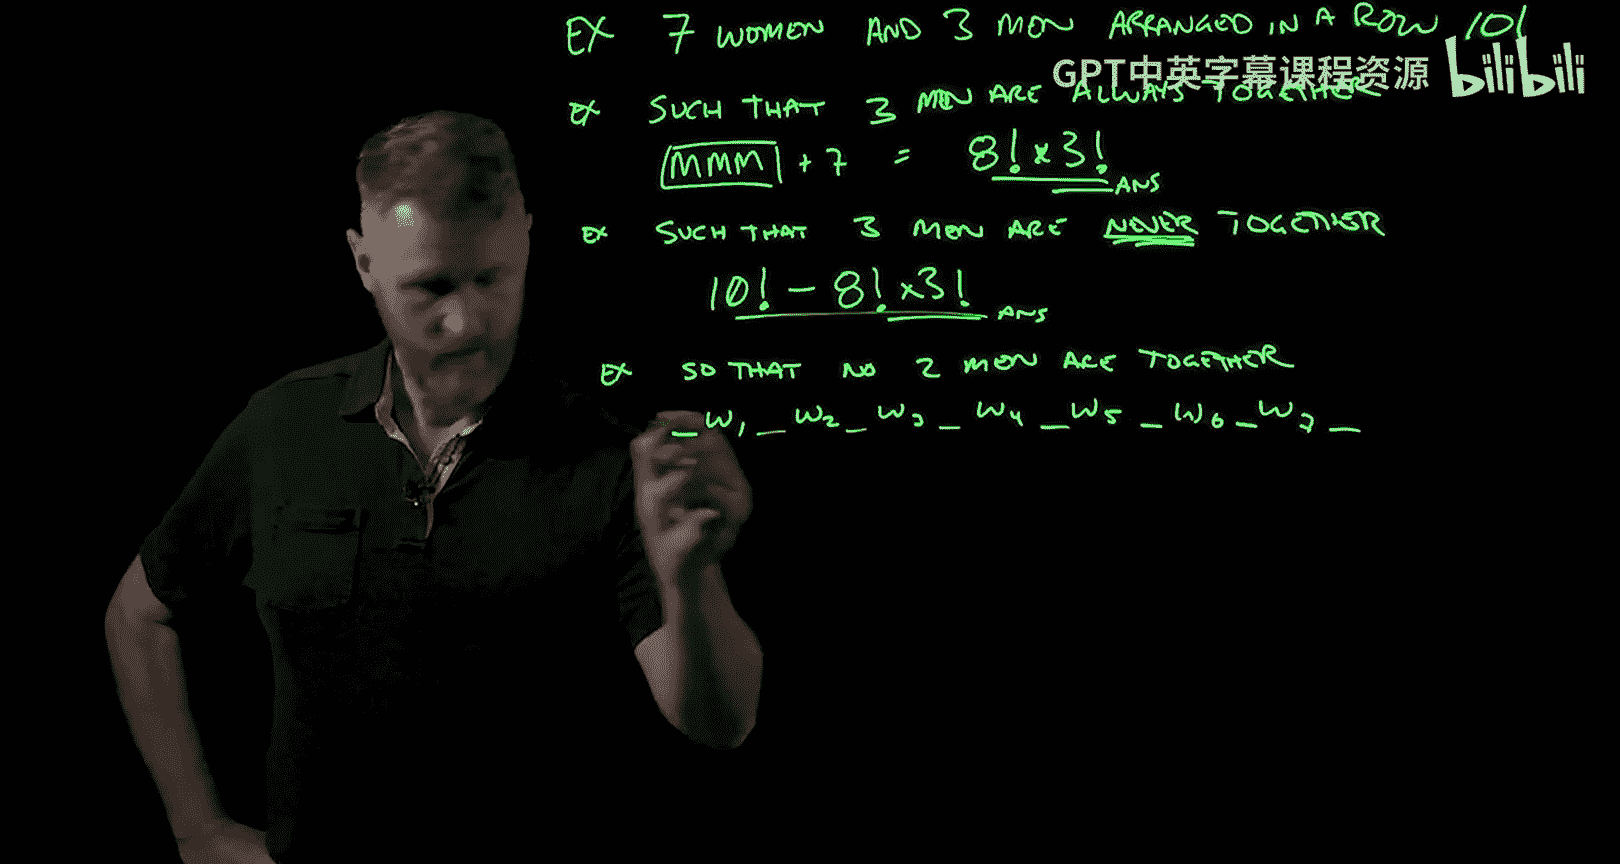 EX 7 WOMEN AND 3 MEN ARRANGED IN A ROW 10!
GPT中英字幕课程资源 bilibili
EX SUCH THAT 3 MEN ARE ALWAYS TOGETHER
MMM + 7 = 8! × 3! ANS
EX SUCH THAT 3 MEN ARE NEVER TOGETHER
10! - 8! × 3! ANS
EX SO THAT NO 2 MEN ARE TOGETHER
_ W1 _ W2 _ W3 _ W4 _ W5 _ W6 _ W7 _